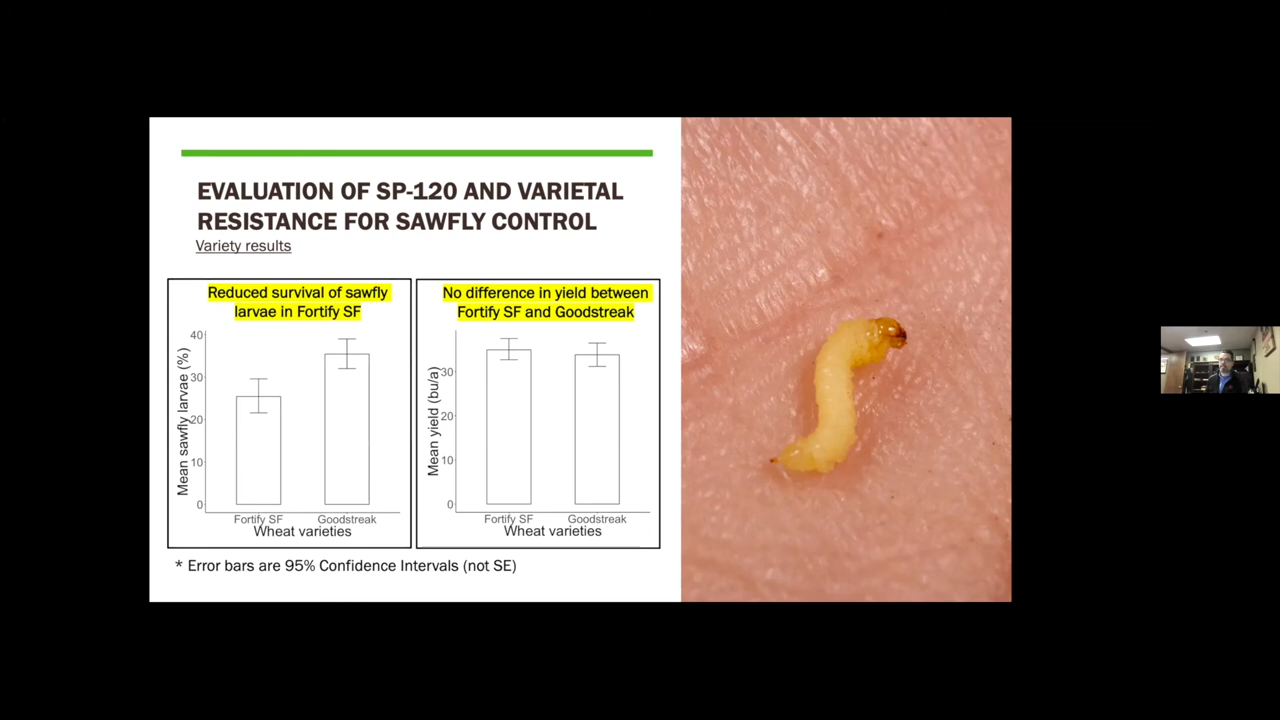 EVALUATION OF SP-120 AND VARIETAL
RESISTANCE FOR SAWFLY CONTROL
Variety results
Reduced survival of sawfly
larvae in Fortify SF
Mean sawfly larvae (%)
40
30
20
10
0
Fortify SF
Goodstreak
Wheat varieties
No difference in yield between
Fortify SF and Goodstreak
Mean yield (bu/a)
30
20
10
0
Fortify SF
Goodstreak
Wheat varieties
* Error bars are 95% Confidence Intervals (not SE)